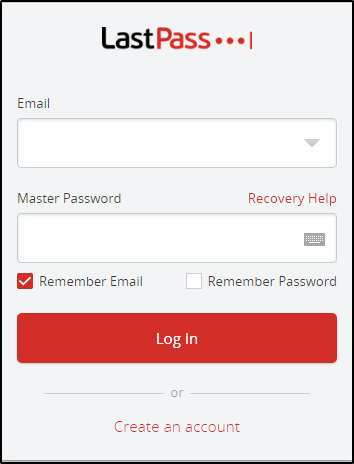 LastPass
Email
Master Password Recovery Help
Remember Email Remember Password
Log In
or
Create an account